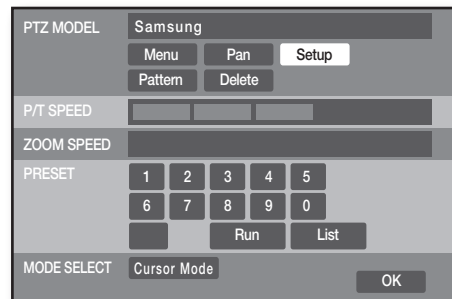 PTZ MODEL Samsung
Menu Pan Setup
Pattern Delete
P/T SPEED
ZOOM SPEED
PRESET 1 2 3 4 5
6 7 8 9 0
Run List
MODE SELECT Cursor Mode
OK